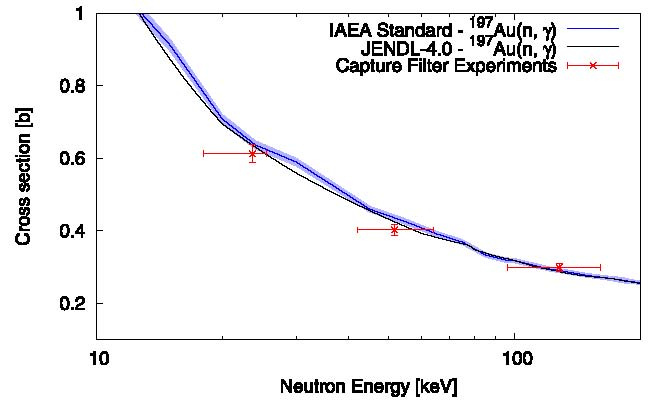 IAEA Standard - ¹⁹⁷Au(n, γ)
JENDL-4.0 - ¹⁹⁷Au(n, γ)
Capture Filter Experiments
Cross section [b]
1
0.8
0.6
0.4
0.2
10 100
Neutron Energy [keV]